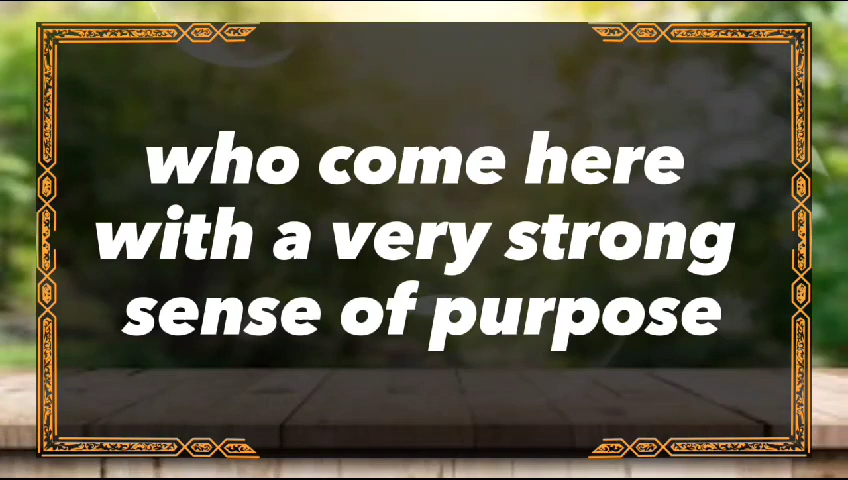 who come here
with a very strong
sense of purpose